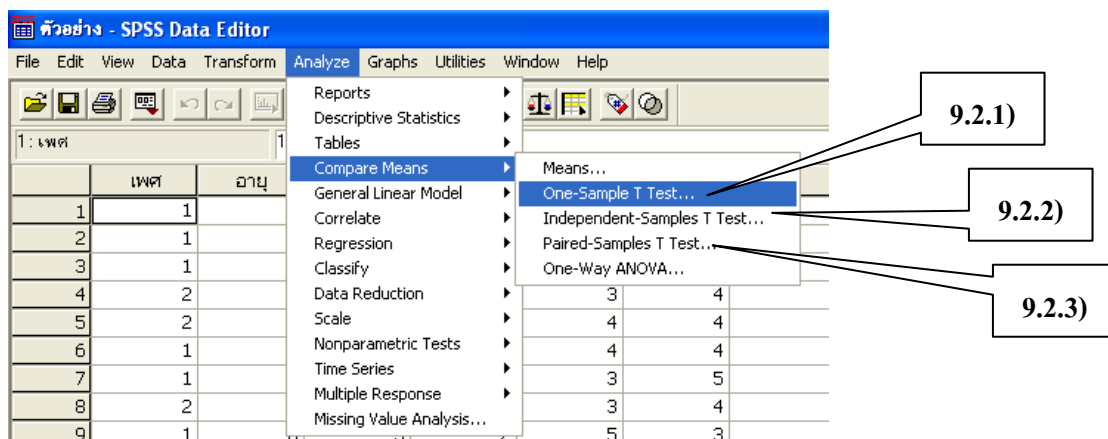 ตัวอย่าง - SPSS Data Editor
File Edit View Data Transform Analyze Graphs Utilities Window Help
1 : เพศ 1
เพศ อายุ
Reports
Descriptive Statistics
Tables
Compare Means
General Linear Model
Correlate
Regression
Classify
Data Reduction
Scale
Nonparametric Tests
Time Series
Multiple Response
Missing Value Analysis...
Means...
One-Sample T Test...
Independent-Samples T Test...
Paired-Samples T Test...
One-Way ANOVA...
9.2.1)
9.2.2)
9.2.3)
1 1
2 1
3 1
4 2 3 4
5 2 4 4
6 1 4 4
7 1 3 5
8 2 3 4
9 1 5 3